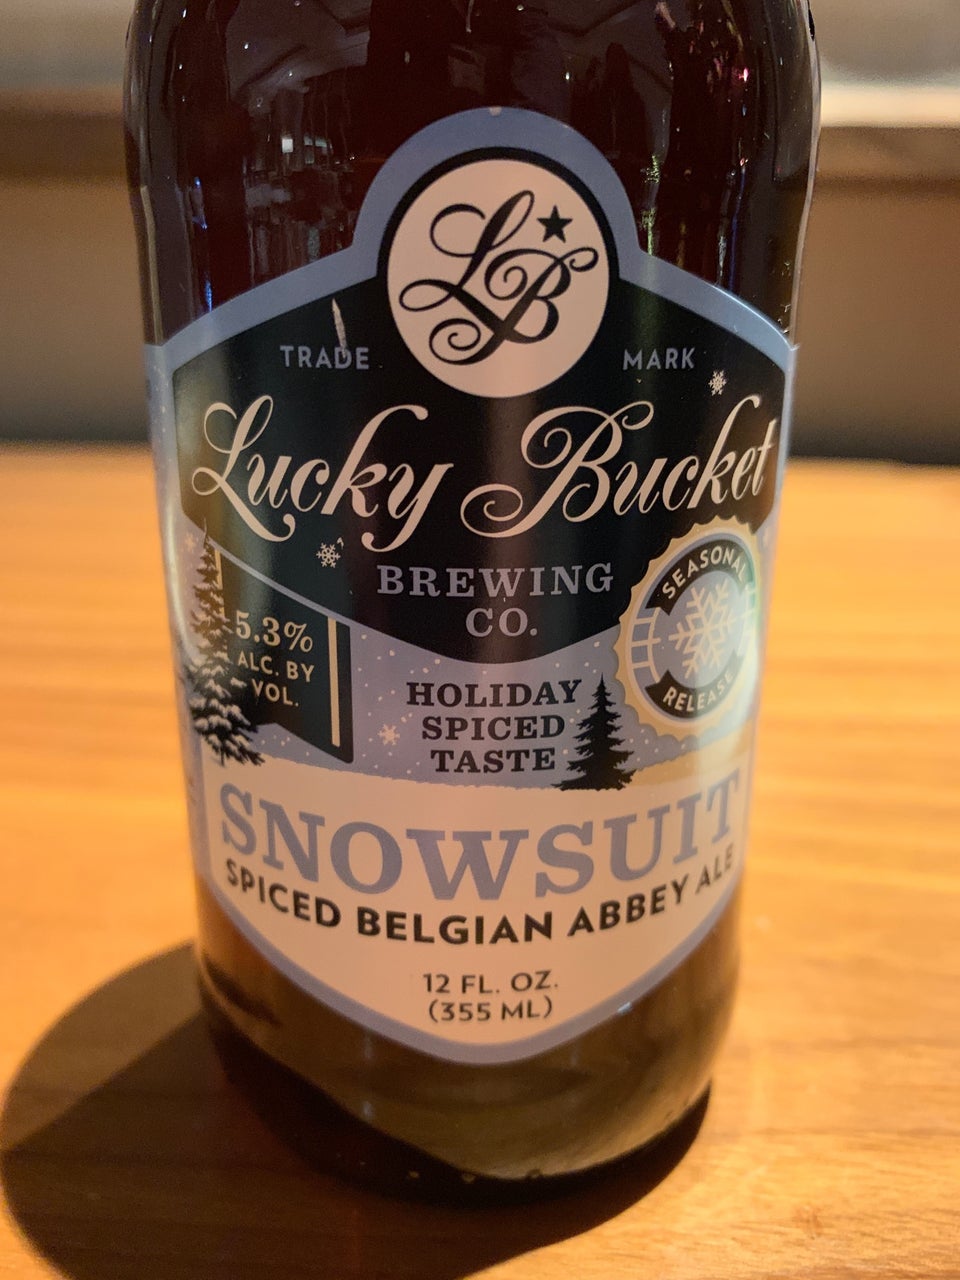 LB
TRADE MARK
Lucky Bucket
BREWING
CO.
SEASONAL
RELEASE
5.3%
ALC. BY
VOL.
HOLIDAY
SPICED
TASTE
SNOWSUIT
SPICED BELGIAN ABBEY ALE
12 FL. OZ.
(355 ML)